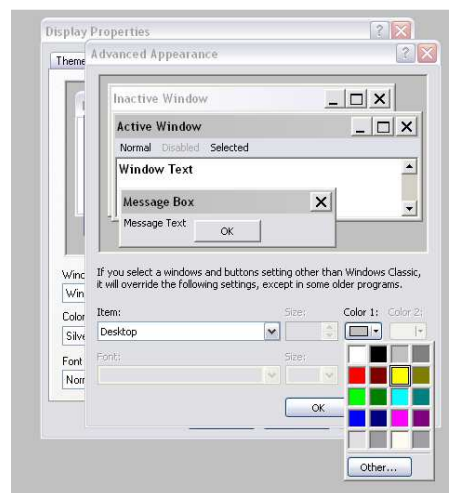 Display Properties
Advanced Appearance
Theme
Inactive Window
Active Window
Normal Disabled Selected
Window Text
Message Box
Message Text
OK
If you select a windows and buttons setting other than Windows Classic,
it will override the following settings, except in some older programs.
Item: Size: Color 1: Color 2:
Desktop
Font: Size:
OK
Other...
Wind
Win
Color
Silve
Font
Norr